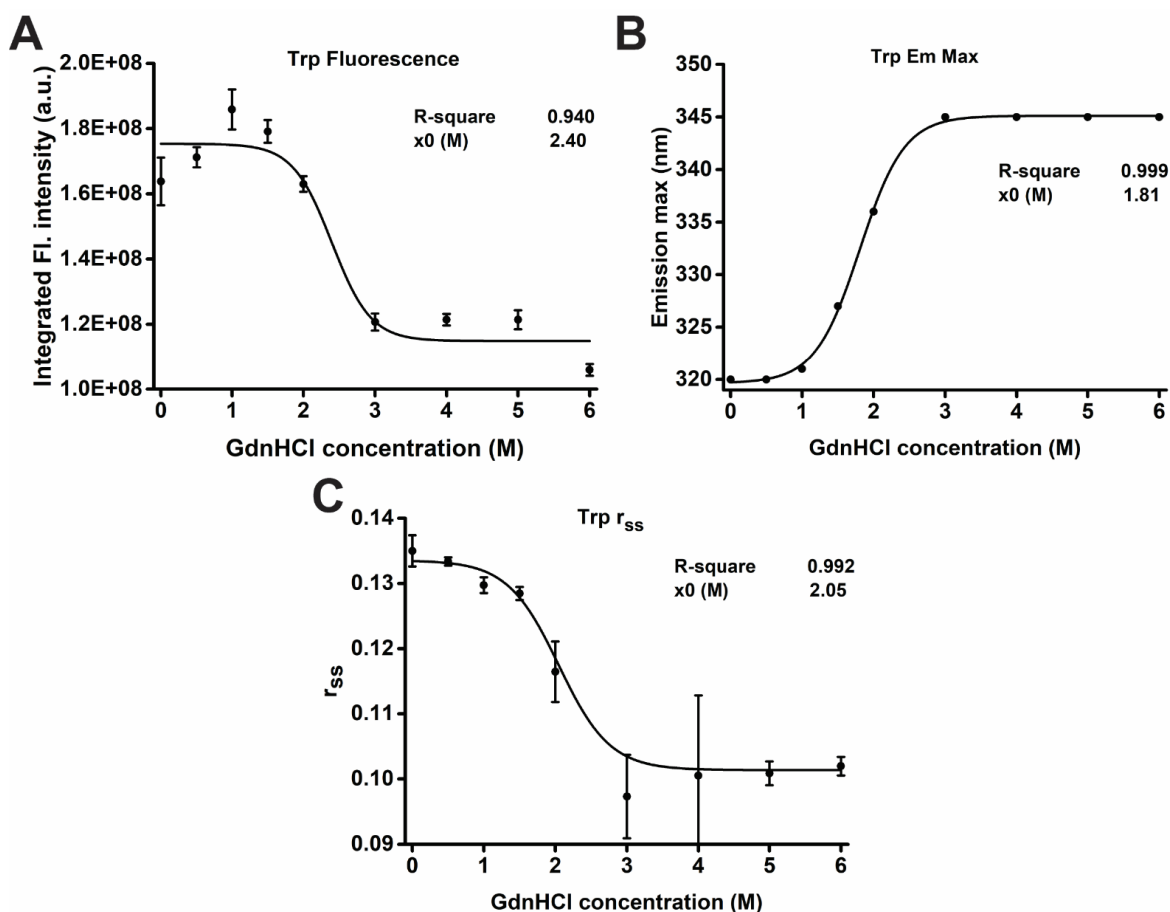 A
Trp Fluorescence
Integrated Fl. intensity (a.u.)
2.0E+08
1.8E+08
1.6E+08
1.4E+08
1.2E+08
1.0E+08
R-square 0.940
x0 (M) 2.40
0 1 2 3 4 5 6
GdnHCl concentration (M)
B
Trp Em Max
Emission max (nm)
350
345
340
335
330
325
320
R-square 0.999
x0 (M) 1.81
0 1 2 3 4 5 6
GdnHCl concentration (M)
C
Trp rss
rss
0.14
0.13
0.12
0.11
0.10
0.09
R-square 0.992
x0 (M) 2.05
0 1 2 3 4 5 6
GdnHCl concentration (M)